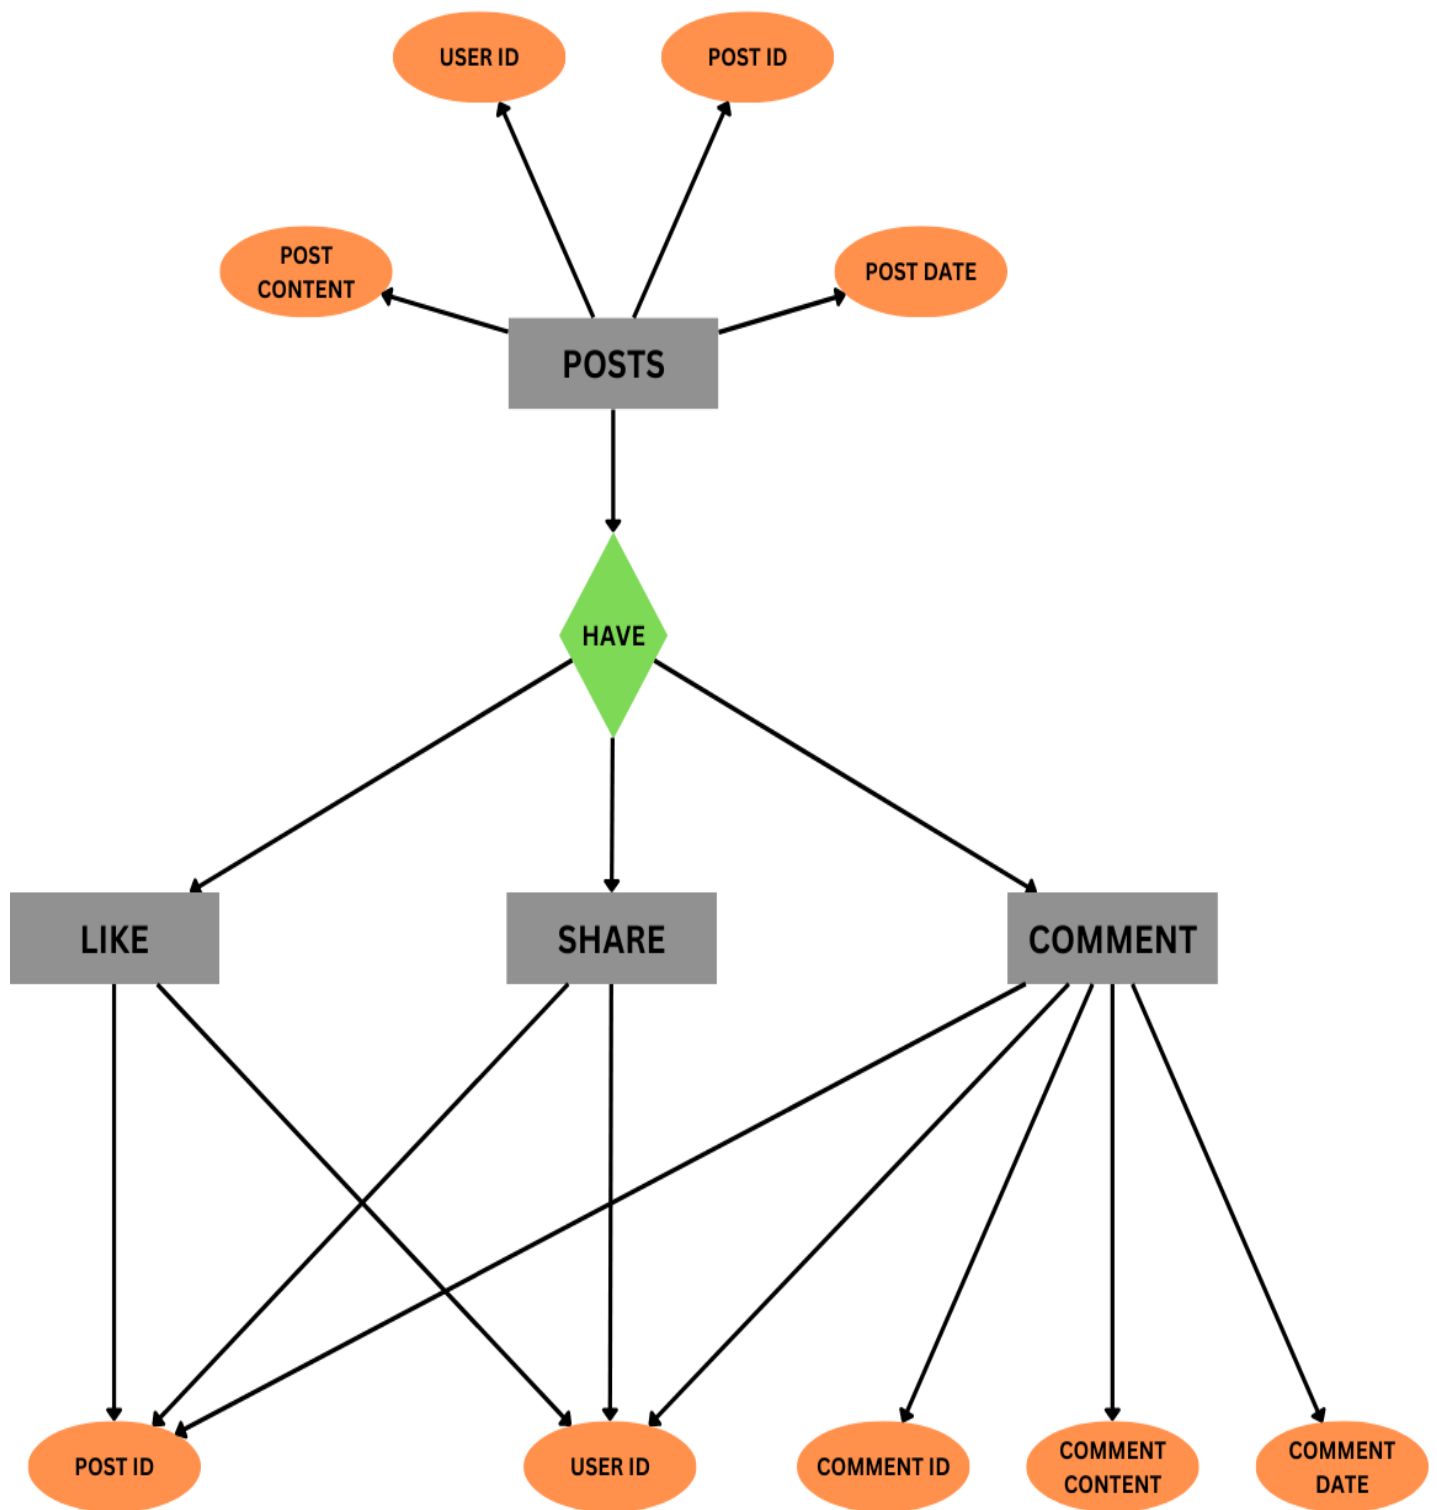 USER ID
POST ID
POST
CONTENT
POST DATE
POSTS
HAVE
LIKE
SHARE
COMMENT
POST ID
USER ID
COMMENT ID
COMMENT
CONTENT
COMMENT
DATE